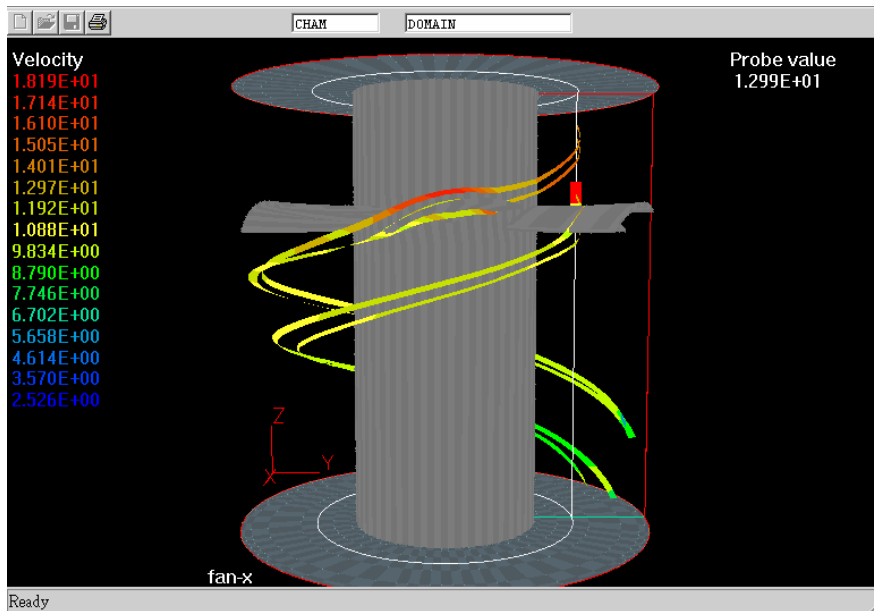 CHAM DOMAIN
Velocity
1.819E+01
1.714E+01
1.610E+01
1.505E+01
1.401E+01
1.297E+01
1.192E+01
1.088E+01
9.834E+00
8.790E+00
7.746E+00
6.702E+00
5.658E+00
4.614E+00
3.570E+00
2.526E+00
Probe value
1.299E+01
Z
Y
X
fan-x
Ready